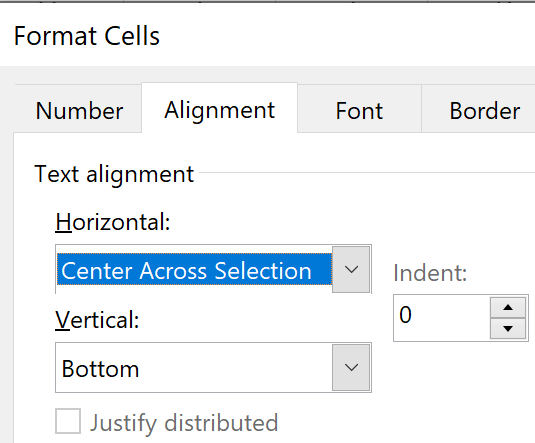 Format Cells
Number Alignment Font Border
Text alignment
Horizontal:
Center Across Selection
Indent:
0
Vertical:
Bottom
Justify distributed